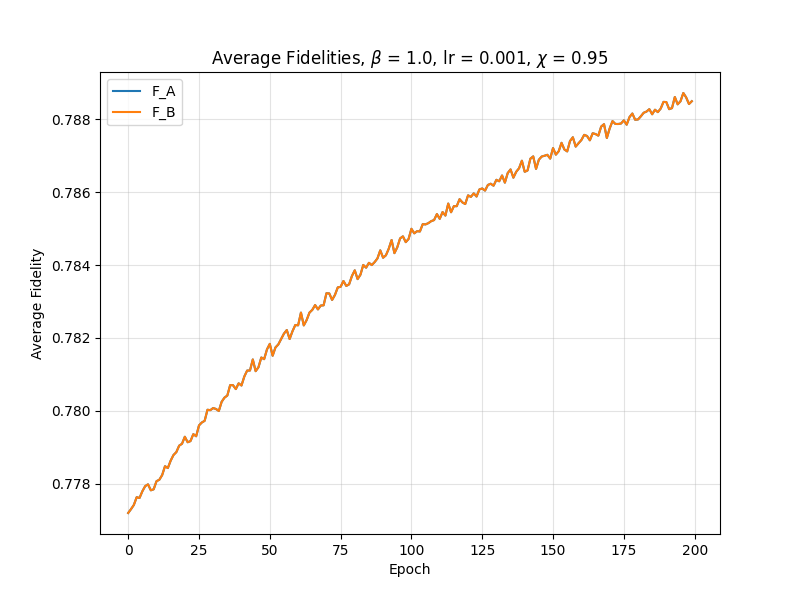 Average Fidelities, β = 1.0, lr = 0.001, χ = 0.95
F_A
F_B
Average Fidelity
0.788
0.786
0.784
0.782
0.780
0.778
0 25 50 75 100 125 150 175 200
Epoch